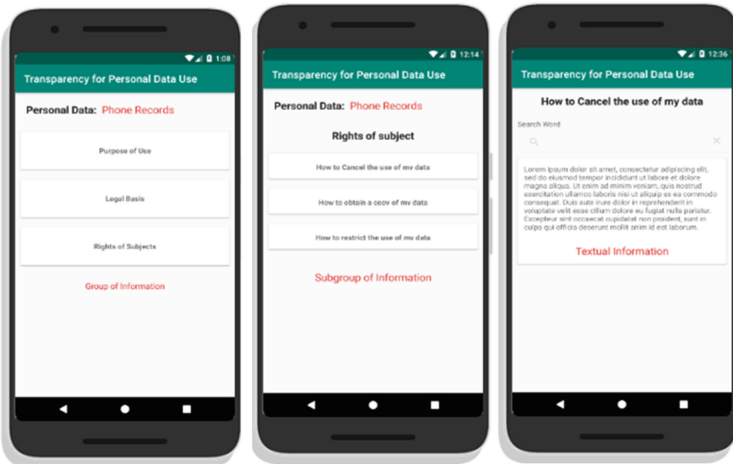 1:08
Transparency for Personal Data Use
Personal Data: Phone Records
Purpose of Use
Legal Basis
Rights of Subjects
Group of Information
12:14
Transparency for Personal Data Use
Personal Data: Phone Records
Rights of subject
How to Cancel the use of my data
How to obtain a copy of my data
How to restrict the use of my data
Subgroup of Information
12:36
Transparency for Personal Data Use
How to Cancel the use of my data
Search Word
Lorem ipsum dolor sit amet, consectetur adipiscing elit,
sed do eiusmod tempor incididunt ut labore et dolore
magna aliqua. Ut enim ad minim veniam, quis nostrud
exercitation ullamco laboris nisi ut aliquip ex ea commodo
consequat. Duis aute irure dolor in reprehenderit in
voluptate velit esse cillum dolore eu fugiat nulla pariatur.
Excepteur sint occaecat cupidatat non proident, sunt in
culpa qui officia deserunt mollit anim id est laborum.
Textual Information